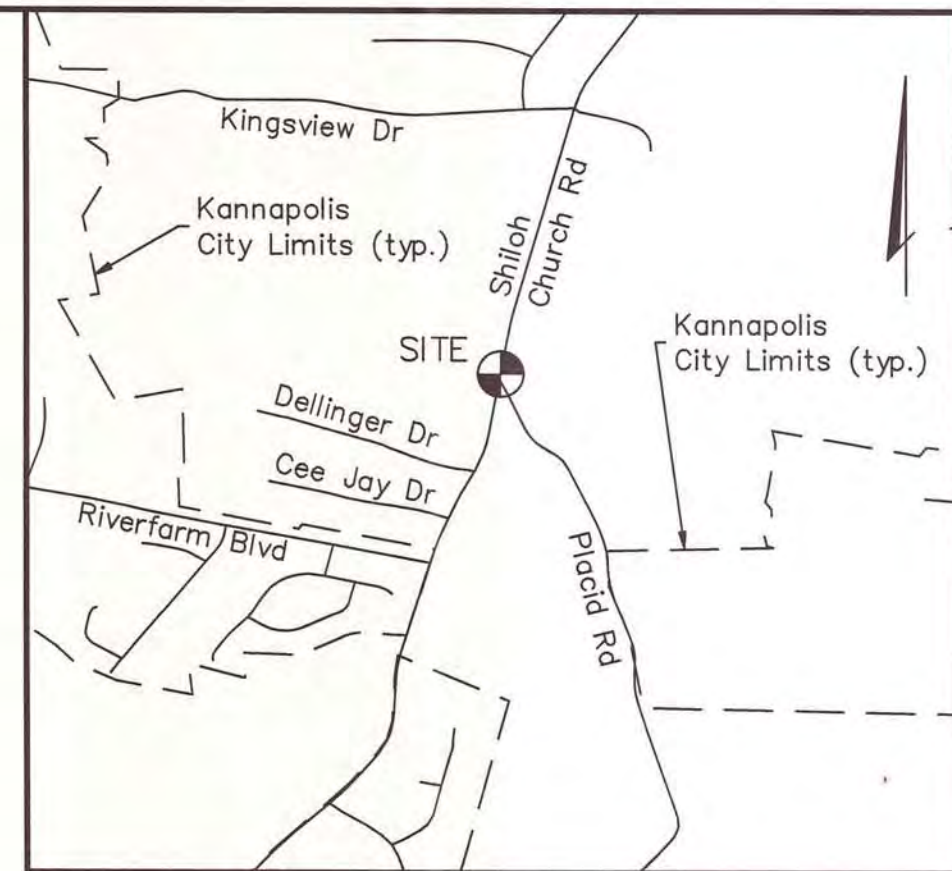 Kingsview Dr
Kannapolis
City Limits (typ.)
Shiloh
Church Rd
SITE
Kannapolis
City Limits (typ.)
Dellinger Dr
Cee Jay Dr
Riverfarm Blvd
Placid Rd